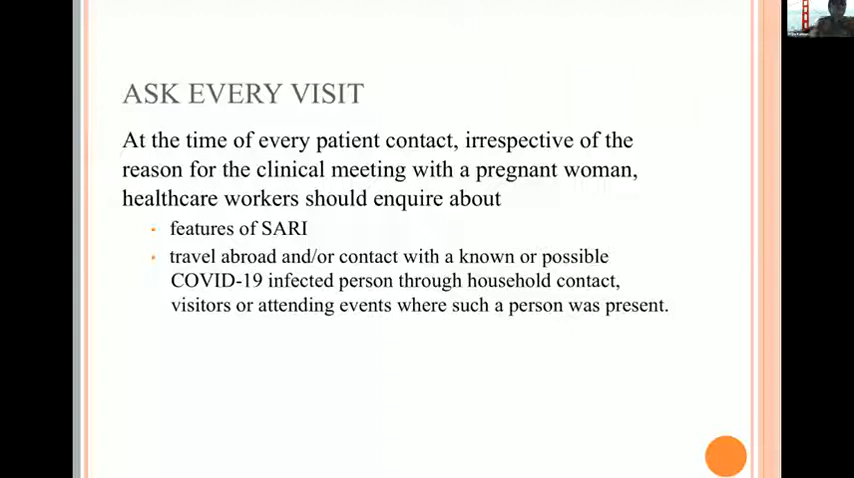 ASK EVERY VISIT
At the time of every patient contact, irrespective of the
reason for the clinical meeting with a pregnant woman,
healthcare workers should enquire about
features of SARI
travel abroad and/or contact with a known or possible
COVID-19 infected person through household contact,
visitors or attending events where such a person was present.